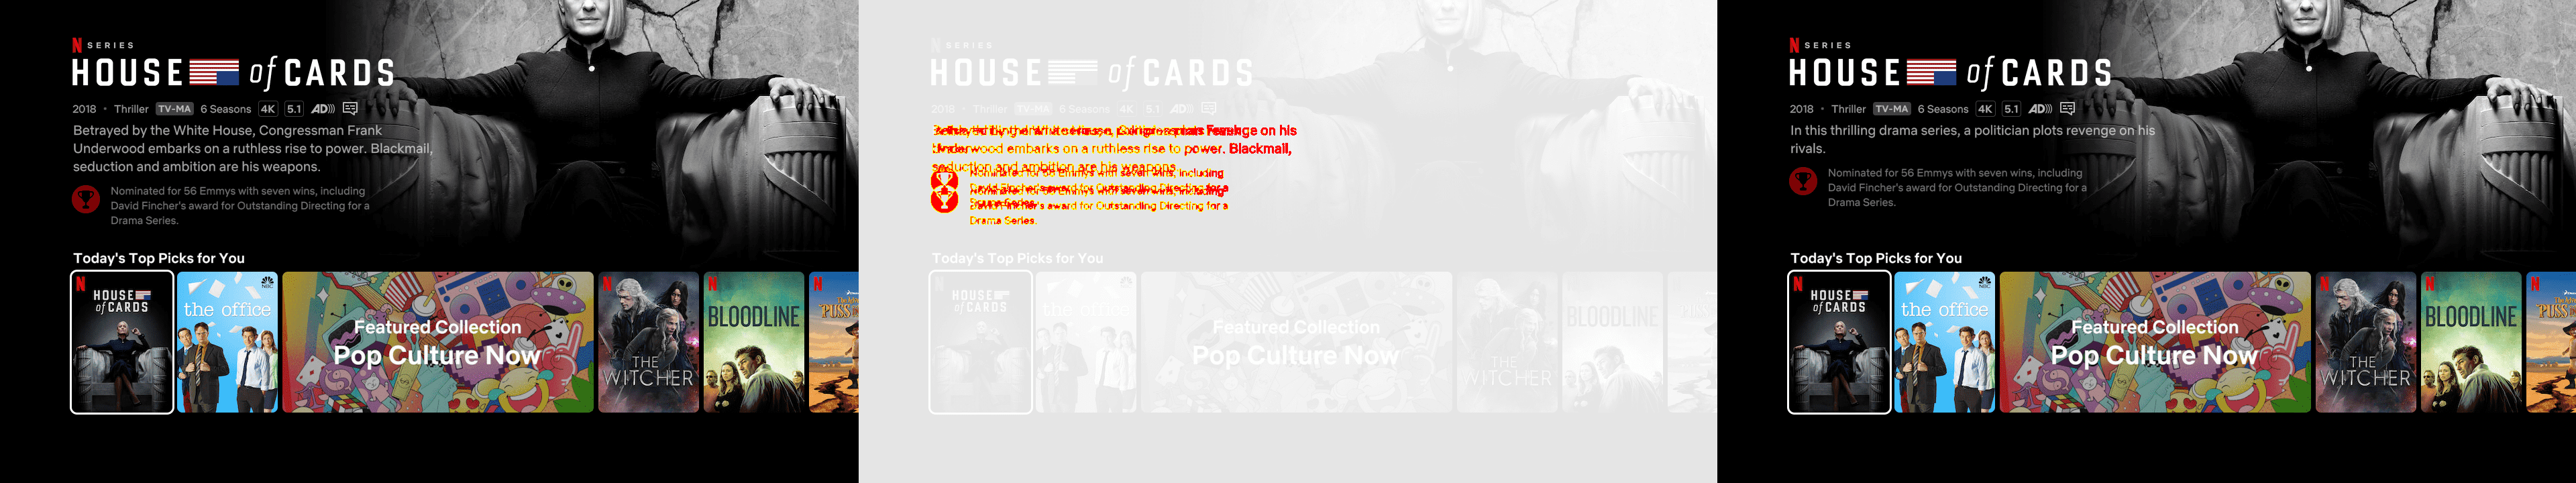 N SERIES
HOUSE of CARDS
2018 • Thriller TV-MA 6 Seasons 4K 5.1 AD)))
Betrayed by the White House, Congressman Frank
Underwood embarks on a ruthless rise to power. Blackmail,
seduction and ambition are his weapons.
Nominated for 56 Emmys with seven wins, including
David Fincher's award for Outstanding Directing for a
Drama Series.
Today's Top Picks for You
N
HOUSE
of CARDS
the office
NBC
Featured Collection
Pop Culture Now
N
THE
WITCHER
N
BLOODLINE
PUSS
N SERIES
HOUSE of CARDS
2018 • Thriller TV-MA 6 Seasons 4K 5.1 AD)))
revenge on his
Underwood embarks on a ruthless rise to power. Blackmail,
seduction and ambition are his weapons.
Nominated for 56 Emmys with seven wins, including
David Fincher's award for Outstanding Directing for a
Drama Series.
Today's Top Picks for You
N
HOUSE
of CARDS
the office
Featured Collection
Pop Culture Now
THE
WITCHER
BLOODLINE
N SERIES
HOUSE of CARDS
2018 • Thriller TV-MA 6 Seasons 4K 5.1 AD)))
In this thrilling drama series, a politician plots revenge on his
rivals.
Nominated for 56 Emmys with seven wins, including
David Fincher's award for Outstanding Directing for a
Drama Series.
Today's Top Picks for You
N
HOUSE
of CARDS
the office
NBC
Featured Collection
Pop Culture Now
N
THE
WITCHER
N
BLOODLINE
PUSS